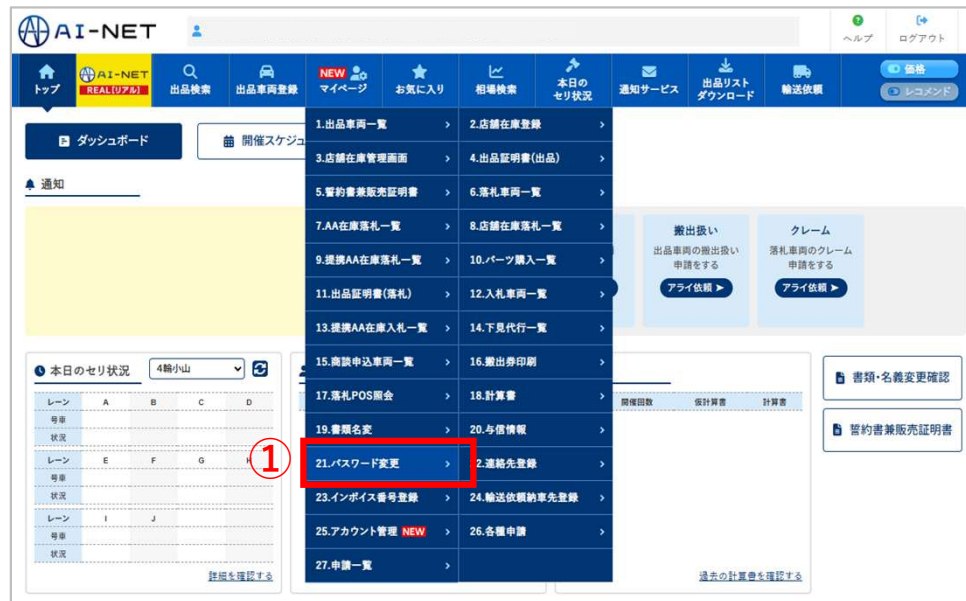 AI-NET
ヘルプ
ログアウト
トップ
AI-NET
REAL[リアル]
出品検索
出品車両登録
NEW
マイページ
お気に入り
相場検索
本日の
セリ状況
通知サービス
出品リスト
ダウンロード
輸送依頼
価格
レコメンド
ダッシュボード
開催スケジュ
通知
1.出品車両一覧
2.店舗在庫登録
3.店舗在庫管理画面
4.出品証明書(出品)
5.誓約書兼販売証明書
6.落札車両一覧
7.AA在庫落札一覧
8.店舗在庫落札一覧
9.提携AA在庫落札一覧
10.パーツ購入一覧
11.出品証明書(落札)
12.入札車両一覧
13.提携AA在庫入札一覧
14.下見代行一覧
15.商談申込車両一覧
16.搬出券印刷
17.落札POS照会
18.計算書
19.書類名変
20.与信情報
①
21.パスワード変更
2.連絡先登録
23.インボイス番号登録
24.輸送依頼納車先登録
25.アカウント管理 NEW
26.各種申請
27.申請一覧
搬出扱い
出品車両の搬出扱い
申請をする
アライ依頼 ➤
クレーム
落札車両のクレーム
申請をする
アライ依頼 ➤
本日のセリ状況
4輪小山
レーン A B C D
号車
状況
レーン E F G H
号車
状況
レーン I J
号車
状況
詳細を確認する
開催回数 仮計算書 計算書
過去の計算書を確認する
書類・名義変更確認
誓約書兼販売証明書